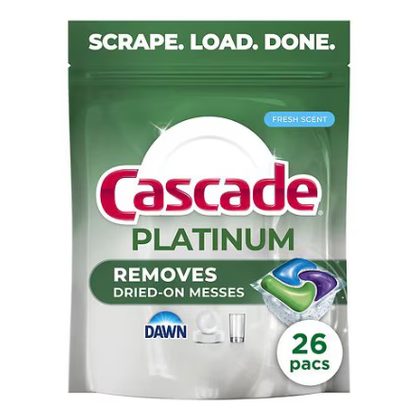 SCRAPE. LOAD. DONE.
FRESH SCENT
Cascade®
PLATINUM
REMOVES
DRIED-ON MESSES
DAWN
26
pacs